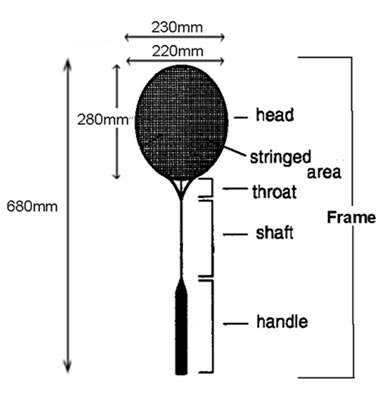 230mm
220mm
280mm
head
stringed
area
throat
680mm
Frame
shaft
handle